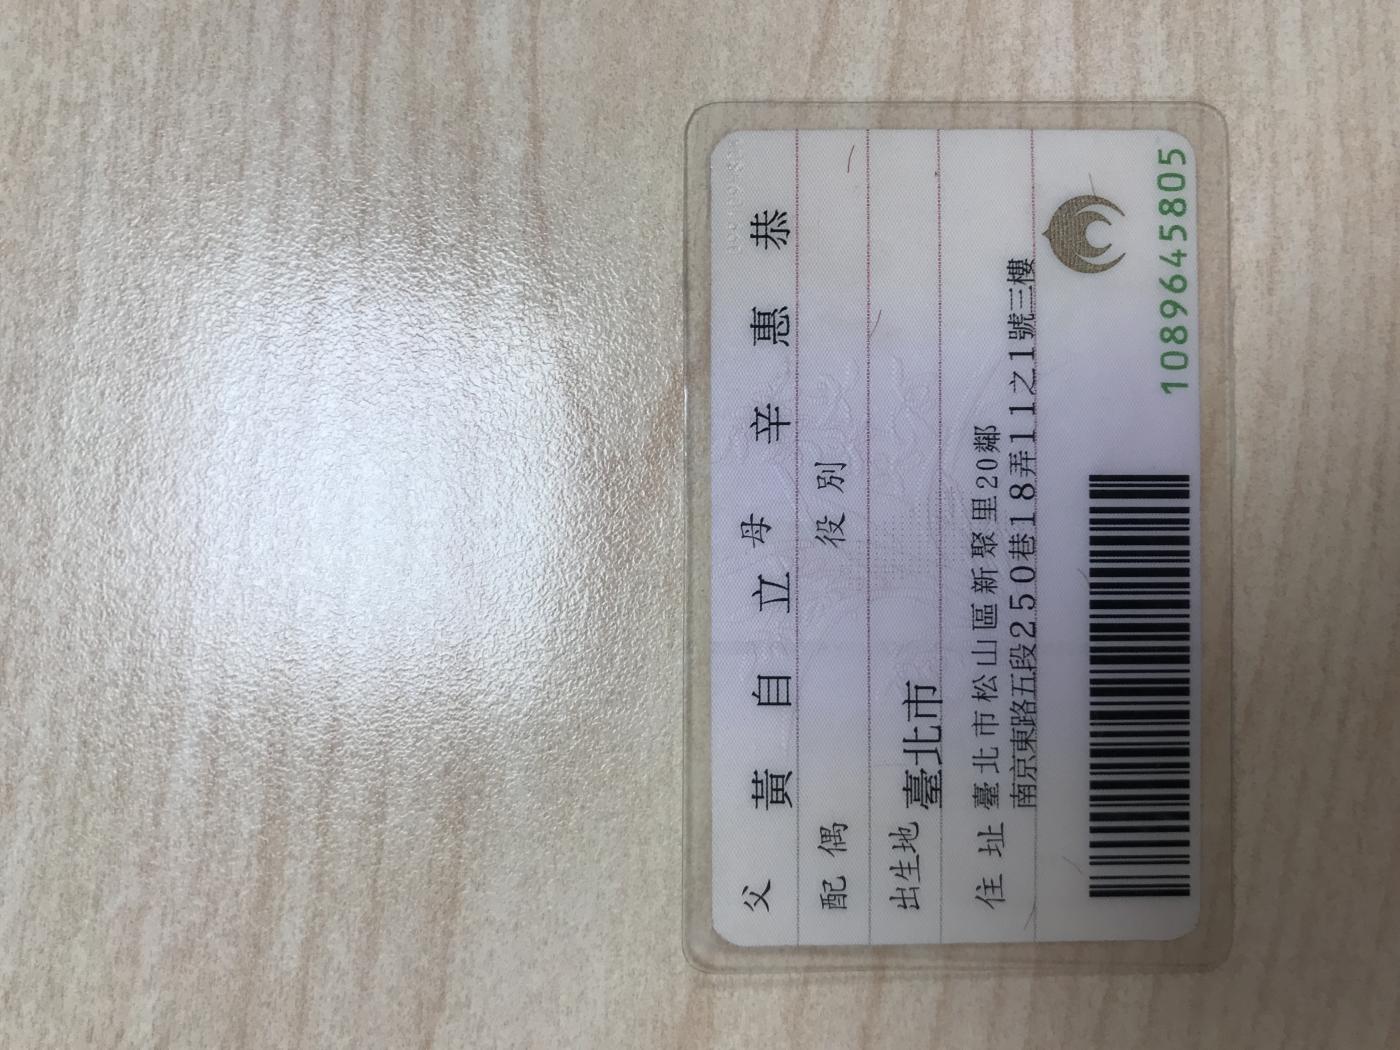 父 黃自立 母 辛惠恭
配偶 役別
出生地 臺北市
住址 臺北市松山區新聚里20鄰
南京東路五段250巷18弄11之1號三樓
1089645805